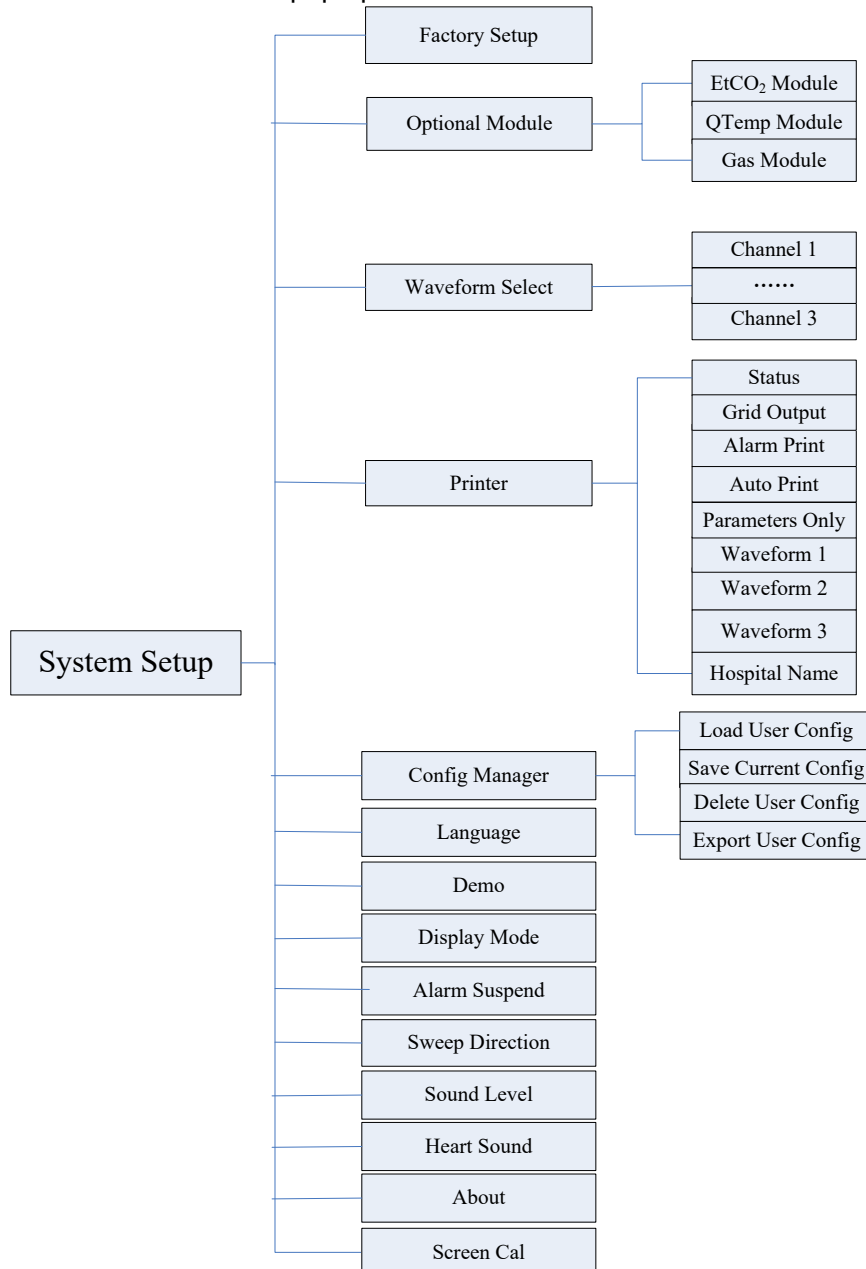 Factory Setup
Optional Module
EtCO₂ Module
QTemp Module
Gas Module
Waveform Select
Channel 1
……
Channel 3
Printer
Status
Grid Output
Alarm Print
Auto Print
Parameters Only
Waveform 1
Waveform 2
Waveform 3
Hospital Name
System Setup
Config Manager
Load User Config
Save Current Config
Delete User Config
Export User Config
Language
Demo
Display Mode
Alarm Suspend
Sweep Direction
Sound Level
Heart Sound
About
Screen Cal